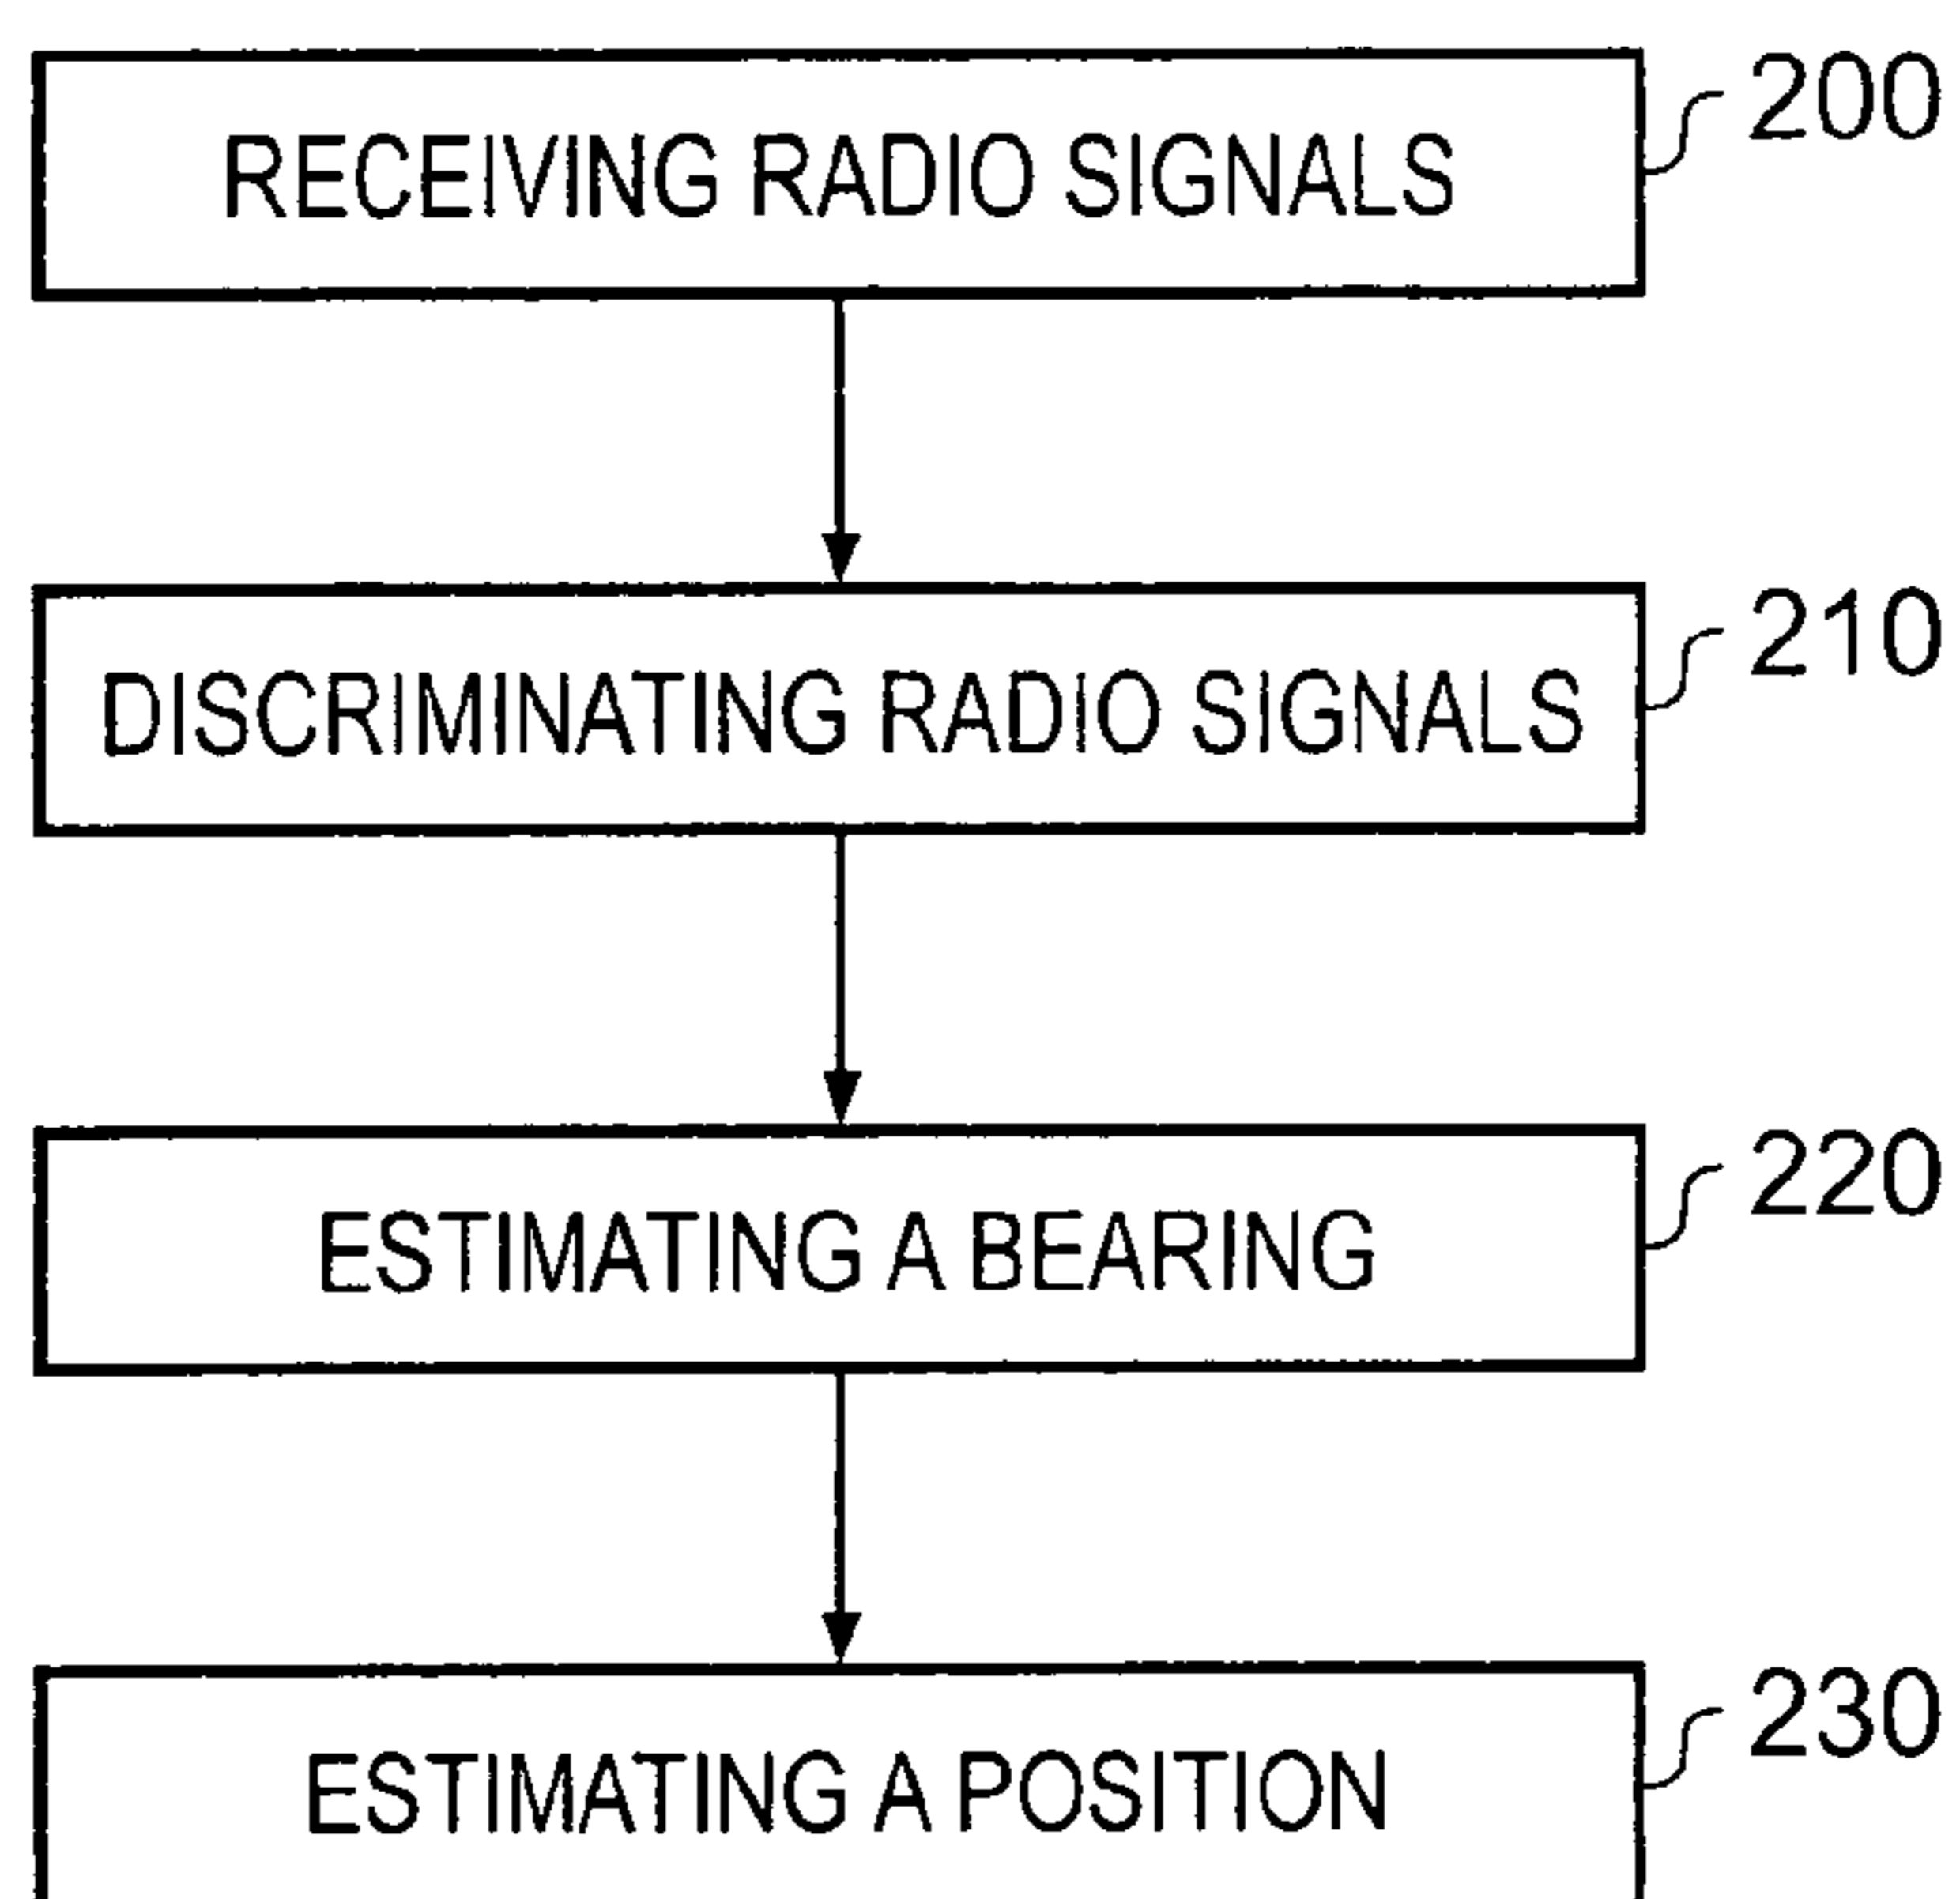 RECEIVING RADIO SIGNALS
200
DISCRIMINATING RADIO SIGNALS
210
ESTIMATING A BEARING
220
ESTIMATING A POSITION
230